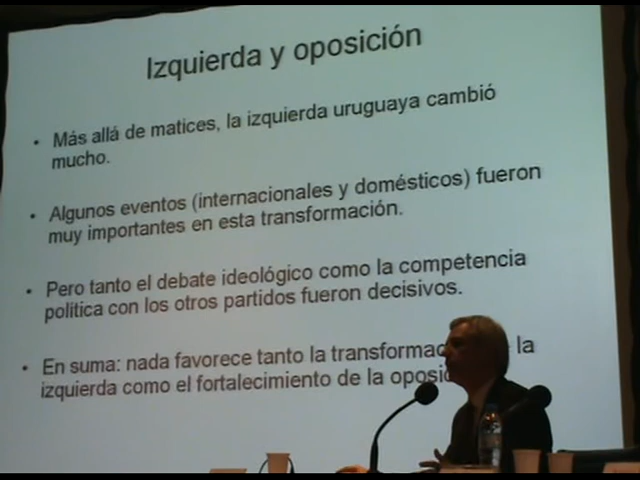 Izquierda y oposición
• Más allá de matices, la izquierda uruguaya cambió
mucho.
• Algunos eventos (internacionales y domésticos) fueron
muy importantes en esta transformación.
• Pero tanto el debate ideológico como la competencia
política con los otros partidos fueron decisivos.
• En suma: nada favorece tanto la transformac la
izquierda como el fortalecimiento de la oposi